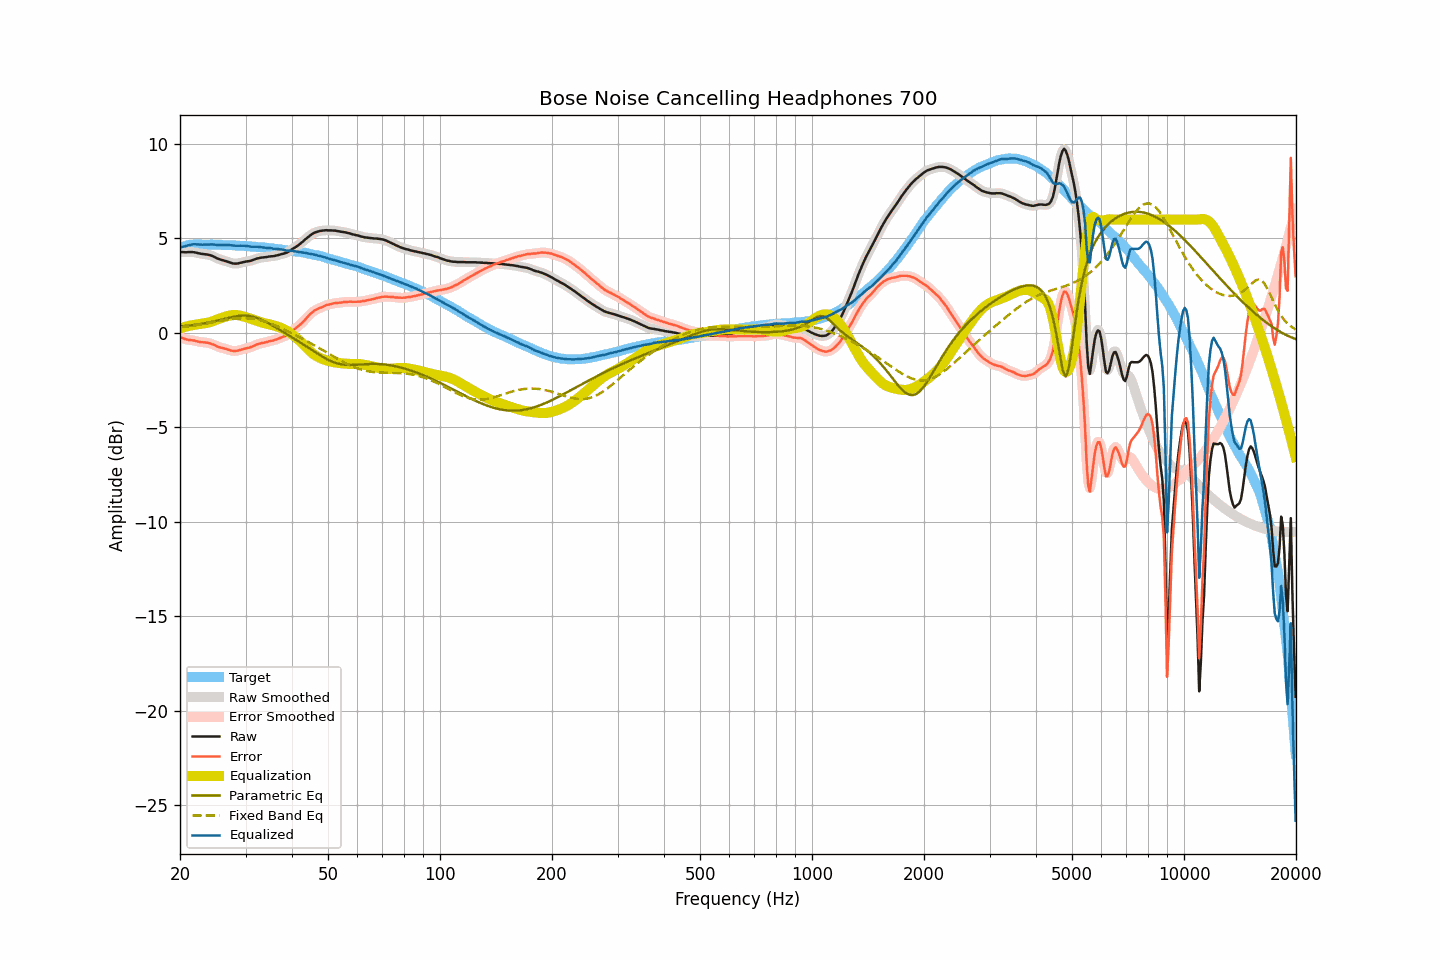 Bose Noise Cancelling Headphones 700
10
5
0
−5
−10
−15
−20
−25
Amplitude (dBr)
Target
Raw Smoothed
Error Smoothed
Raw
Error
Equalization
Parametric Eq
Fixed Band Eq
Equalized
20 50 100 200 500 1000 2000 5000 10000 20000
Frequency (Hz)